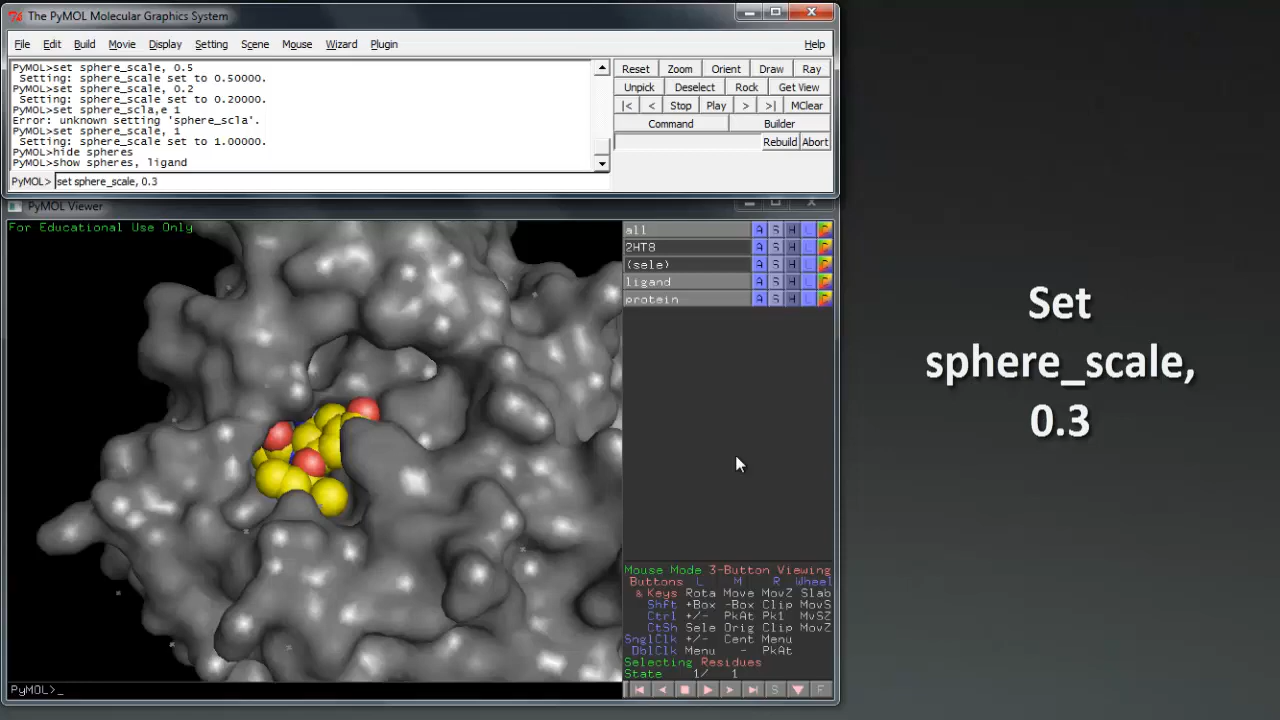 The PyMOL Molecular Graphics System
File Edit Build Movie Display Setting Scene Mouse Wizard Plugin Help
PyMOL>set sphere_scale, 0.5
Setting: sphere_scale set to 0.50000.
PyMOL>set sphere_scale, 0.2
Setting: sphere_scale set to 0.20000.
PyMOL>set sphere_scla,e 1
Error: unknown setting 'sphere_scla'.
PyMOL>set sphere_scale, 1
Setting: sphere_scale set to 1.00000.
PyMOL>hide spheres
PyMOL>show spheres, ligand
PyMOL> set sphere_scale, 0.3
Reset Zoom Orient Draw Ray
Unpick Deselect Rock Get View
|< < Stop Play > >| MClear
Command Builder
Rebuild Abort
PyMOL Viewer
For Educational Use Only
all A S H L C
2HT8 A S H L C
(sele) A S H L C
ligand A S H L C
protein A S H L C
Mouse Mode 3-Button Viewing
Buttons L M R Wheel
& Keys Rota Move MovZ Slab
Shft +Box -Box Clip MovS
Ctrl +/- PkAt Pk1 MvSZ
CtSh Sele Orig Clip MovZ
SnglClk +/- Cent Menu
DblClk Menu - PkAt
Selecting Residues
State 1/ 1
S F
PyMOL>_
Set
sphere_scale,
0.3